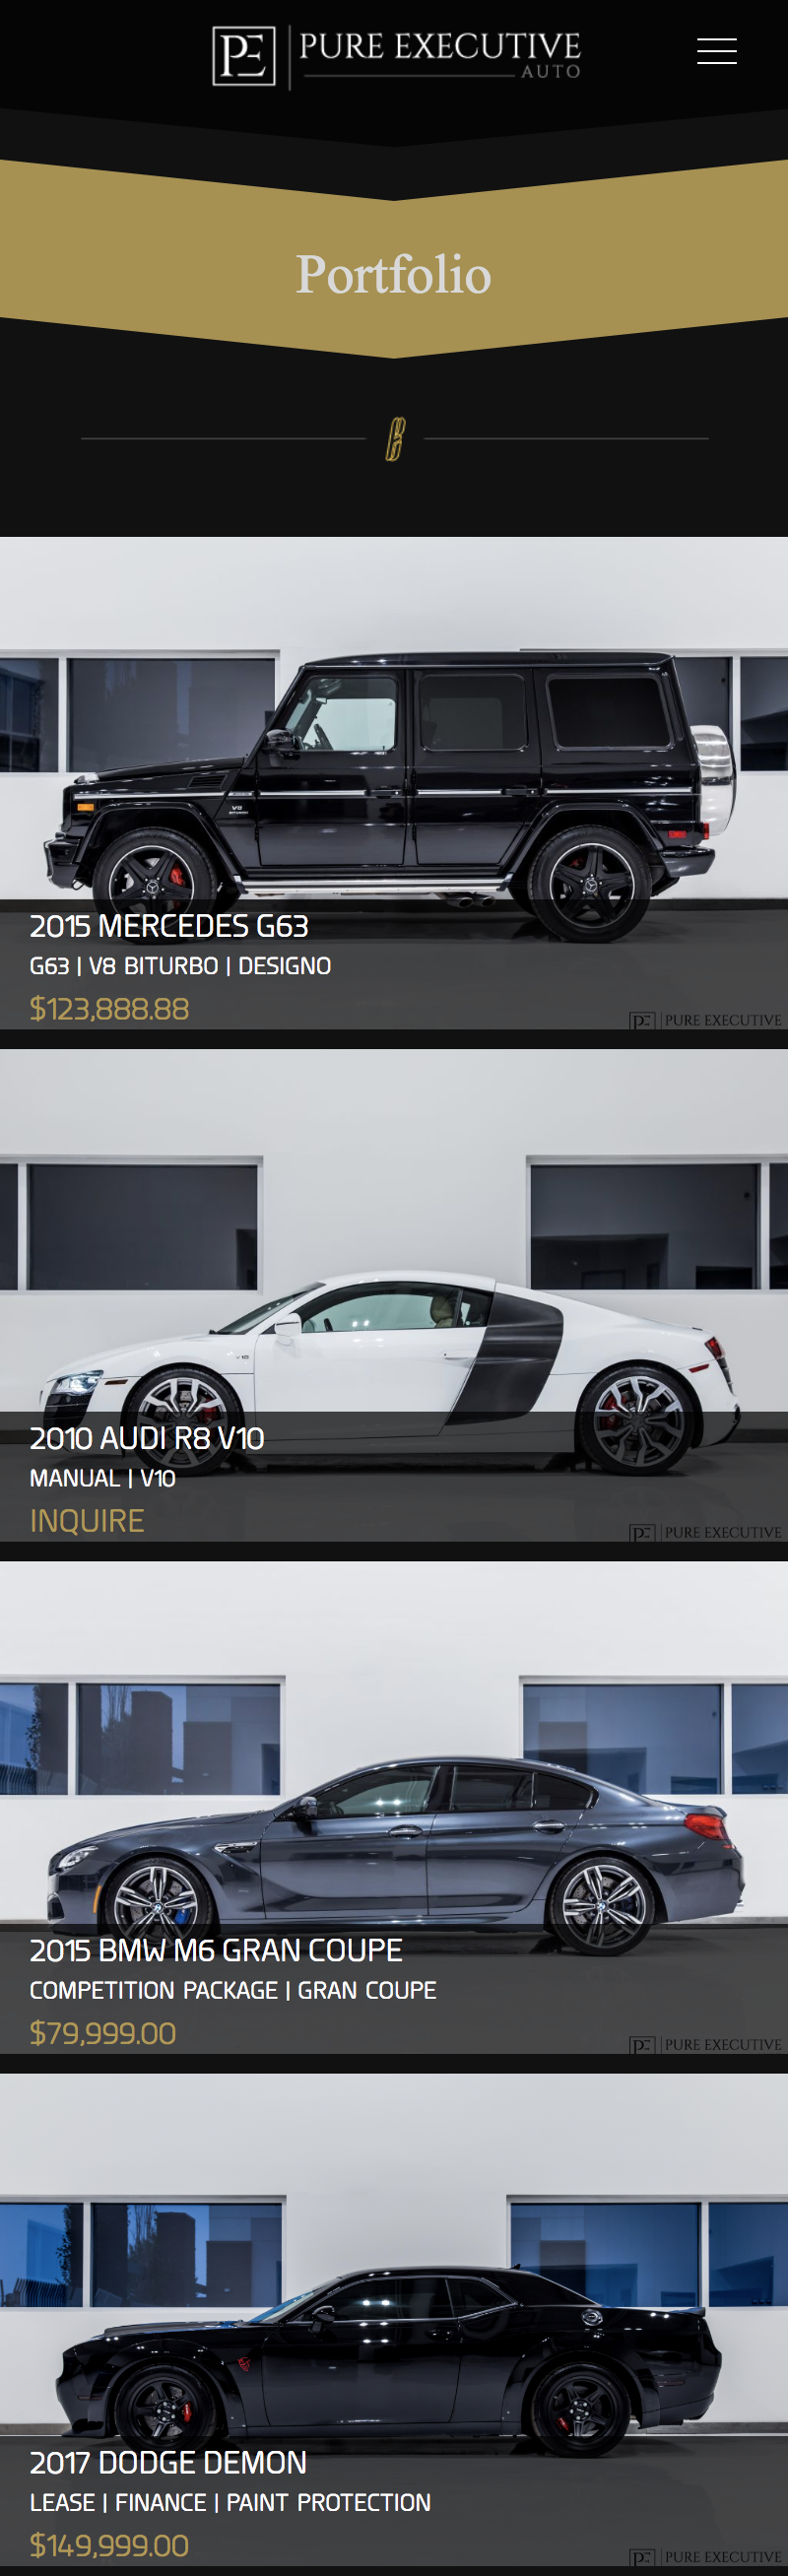 PE PURE EXECUTIVE
AUTO
Portfolio
2015 MERCEDES G63
G63 | V8 BITURBO | DESIGNO
$123,888.88
PE PURE EXECUTIVE
2010 AUDI R8 V10
MANUAL | V10
INQUIRE
PE PURE EXECUTIVE
2015 BMW M6 GRAN COUPE
COMPETITION PACKAGE | GRAN COUPE
$79,999.00
PE PURE EXECUTIVE
2017 DODGE DEMON
LEASE | FINANCE | PAINT PROTECTION
$149,999.00
PE PURE EXECUTIVE